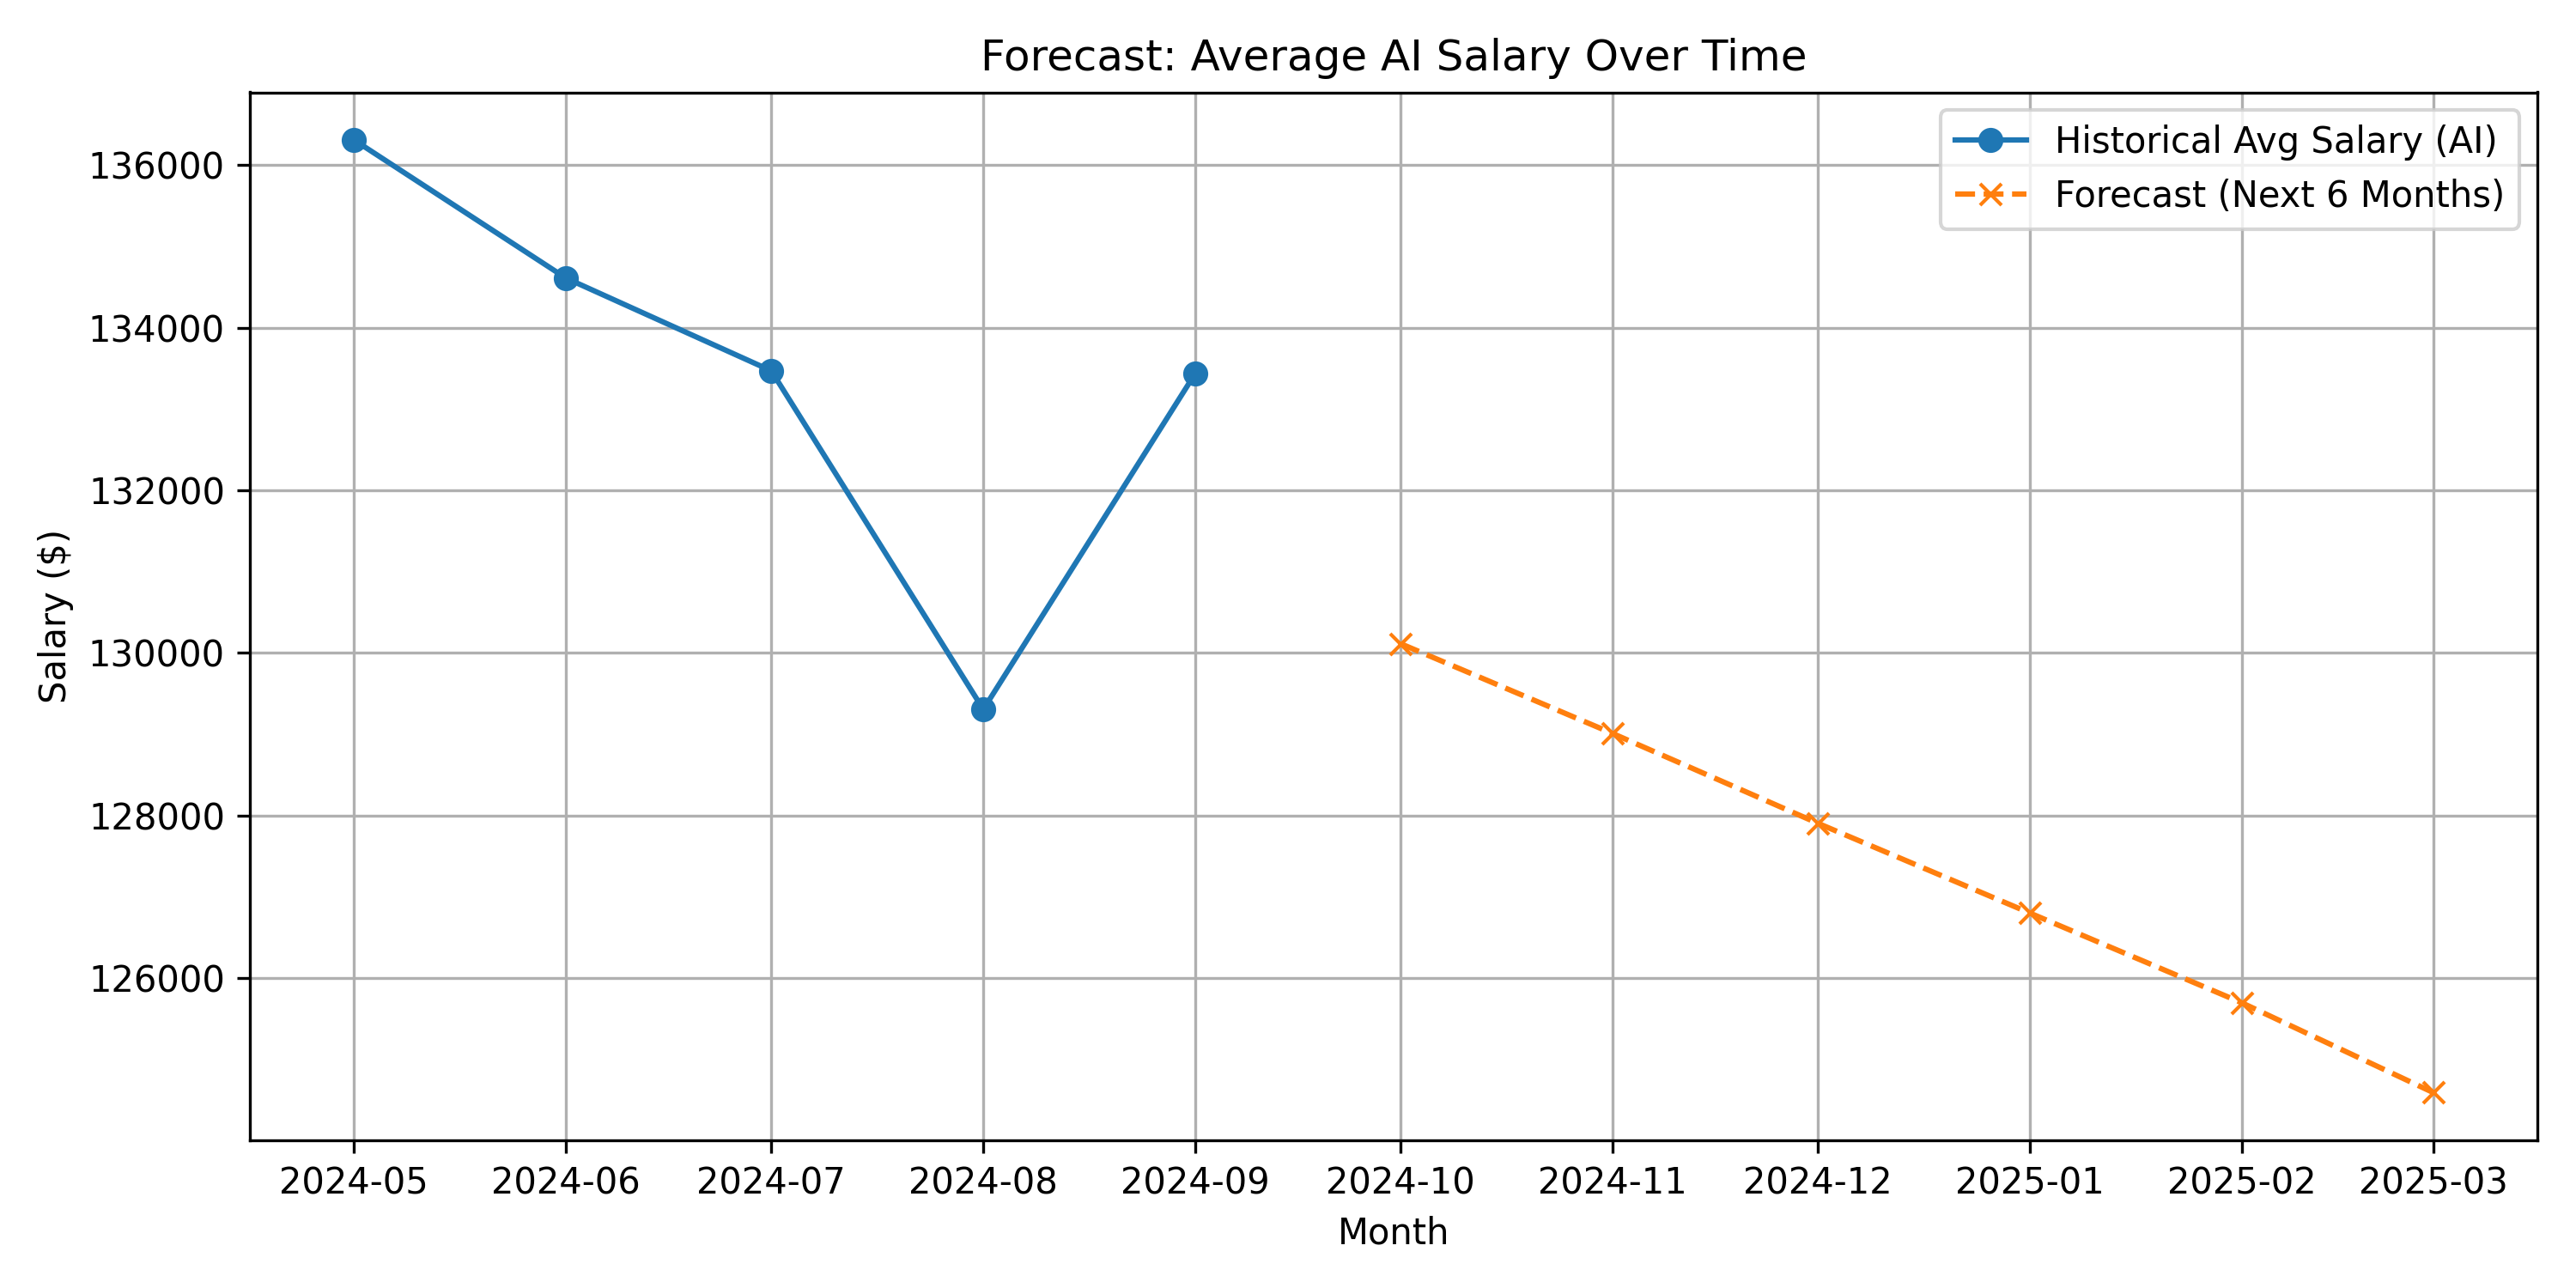 Forecast: Average AI Salary Over Time
Historical Avg Salary (AI)
Forecast (Next 6 Months)
Salary ($)
136000
134000
132000
130000
128000
126000
2024-05 2024-06 2024-07 2024-08 2024-09 2024-10 2024-11 2024-12 2025-01 2025-02 2025-03
Month